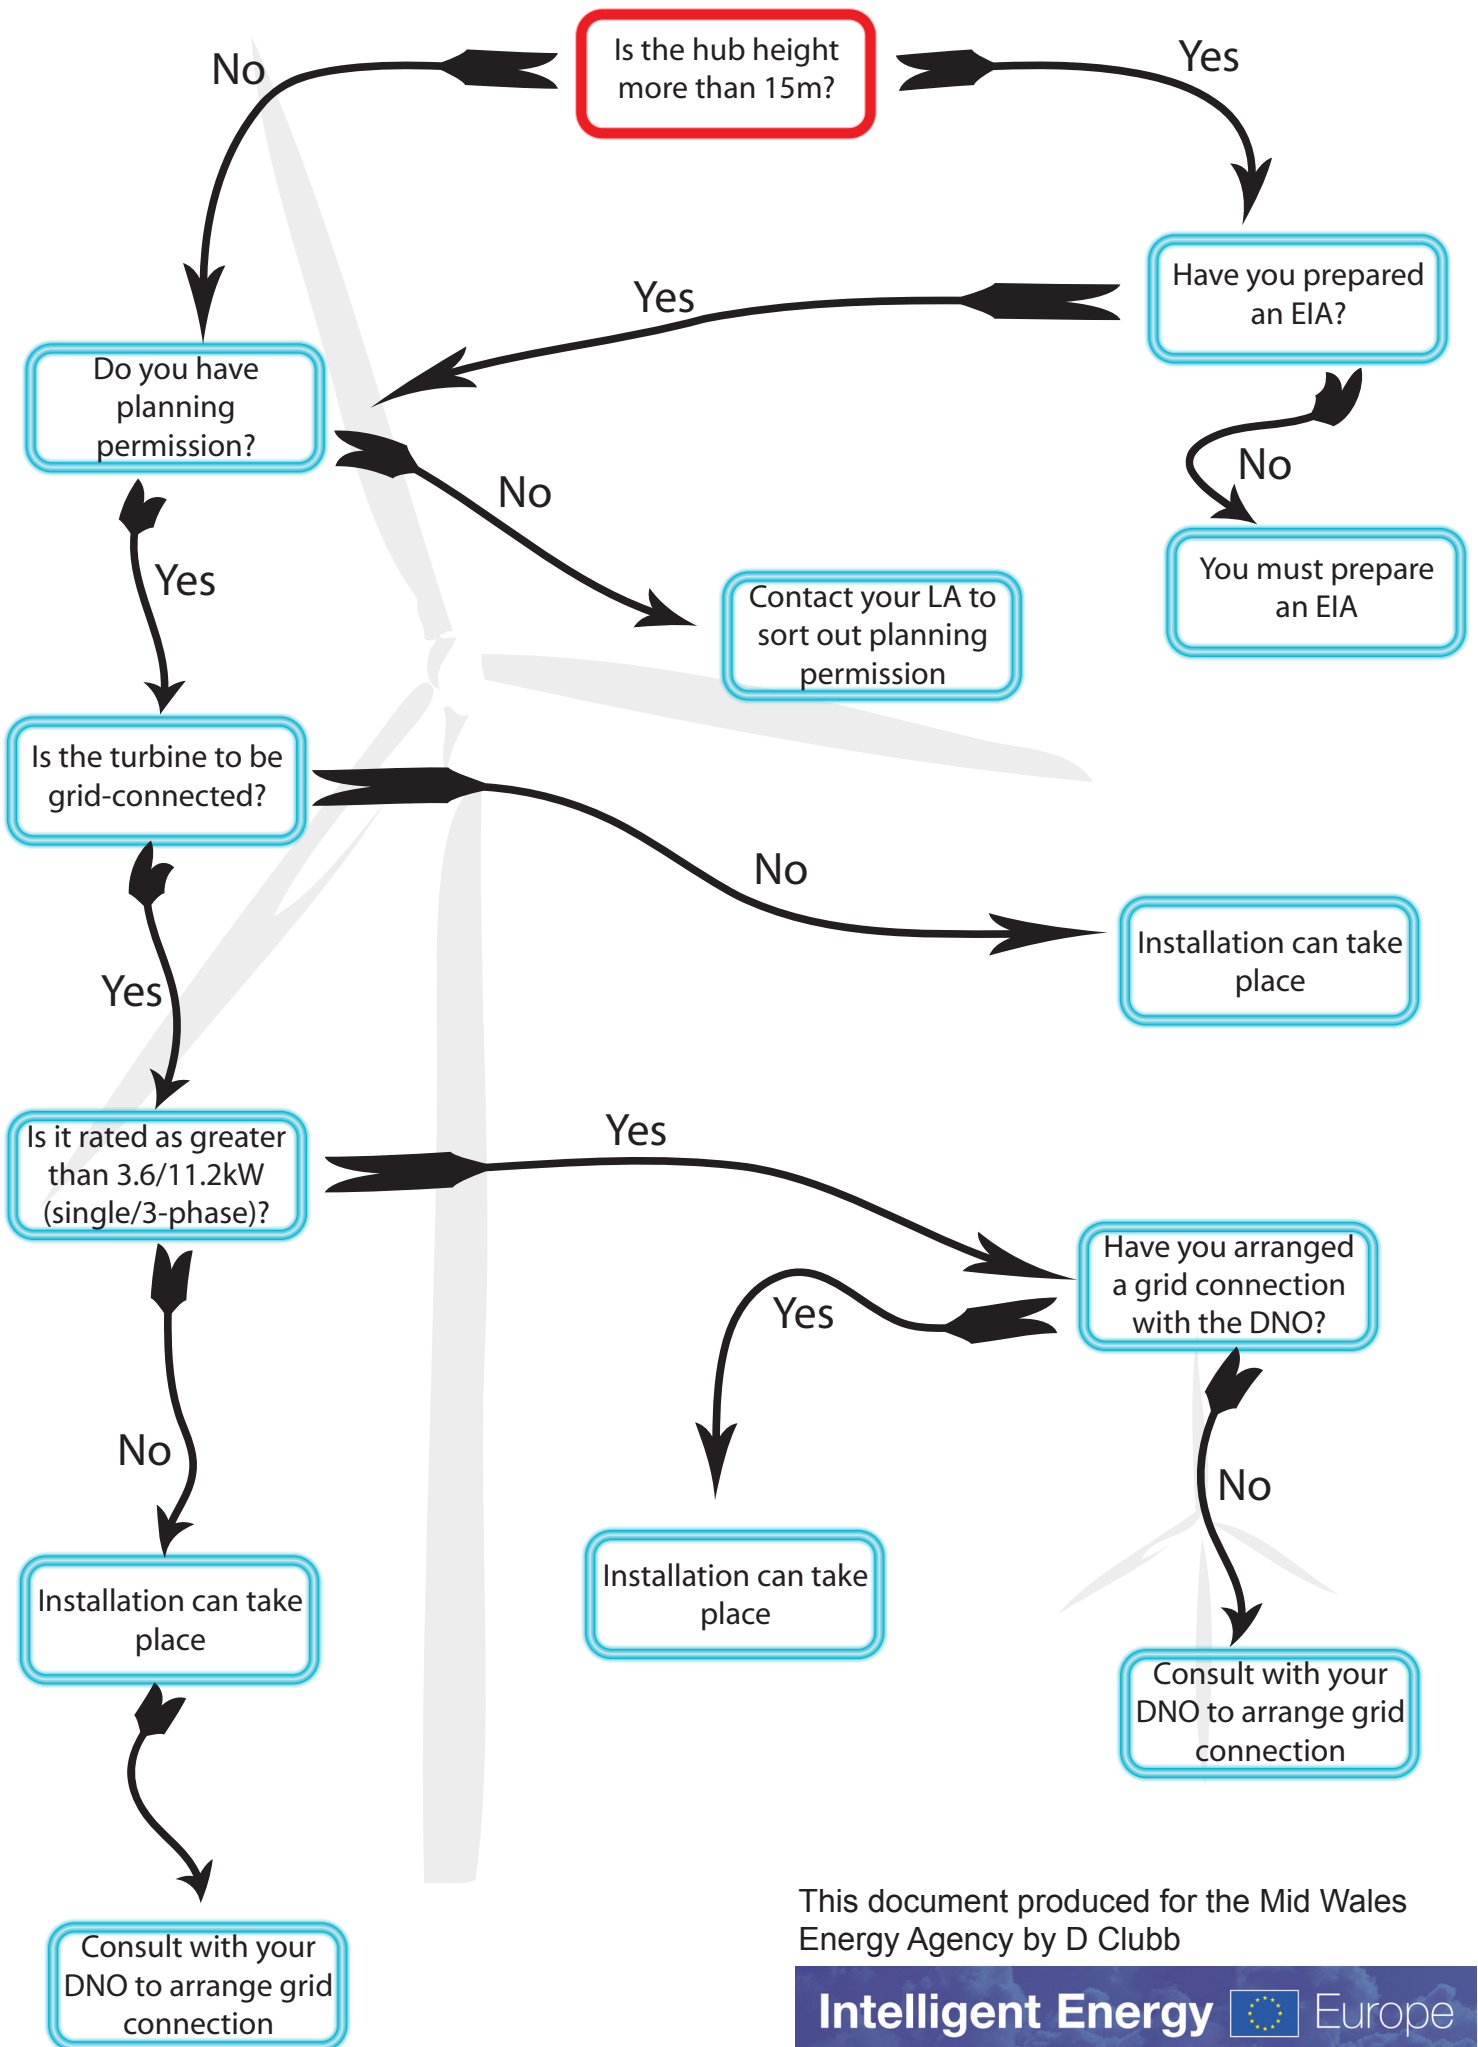 Is the hub height
more than 15m?
No
Yes
Have you prepared
an EIA?
Yes
Do you have
planning
permission?
No
No
You must prepare
an EIA
Yes
Contact your LA to
sort out planning
permission
Is the turbine to be
grid-connected?
No
Installation can take
place
Yes
Is it rated as greater
than 3.6/11.2kW
(single/3-phase)?
Yes
Have you arranged
a grid connection
with the DNO?
Yes
No
No
Installation can take
place
Installation can take
place
Consult with your
DNO to arrange grid
connection
Consult with your
DNO to arrange grid
connection
This document produced for the Mid Wales
Energy Agency by D Clubb
Intelligent Energy Europe